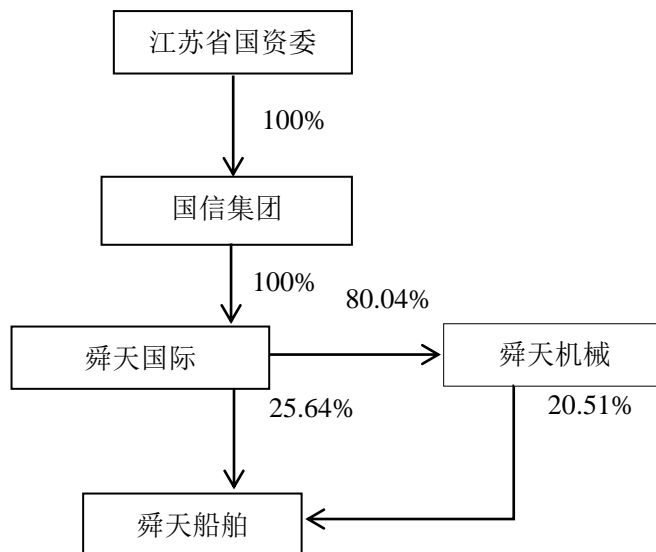 江苏省国资委
100%
国信集团
100%
80.04%
舜天国际
舜天机械
25.64%
20.51%
舜天船舶